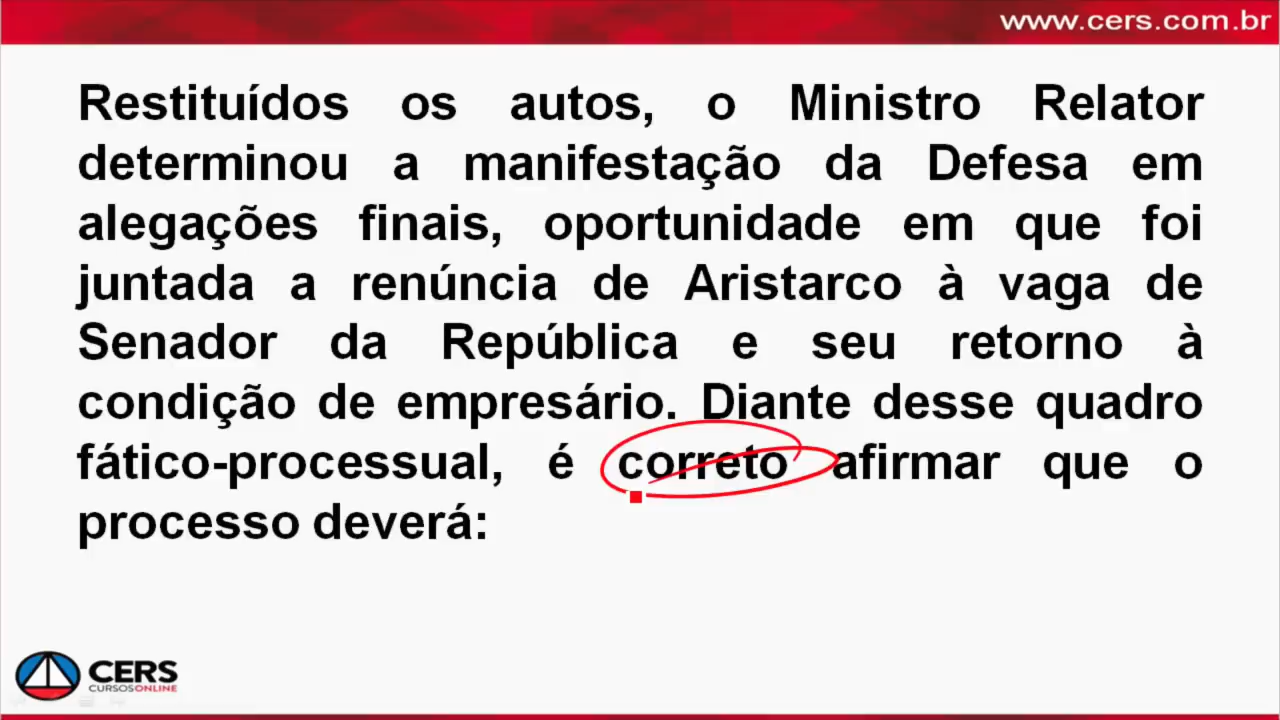 www.cers.com.br
Restituídos os autos, o Ministro Relator
determinou a manifestação da Defesa em
alegações finais, oportunidade em que foi
juntada a renúncia de Aristarco à vaga de
Senador da República e seu retorno à
condição de empresário. Diante desse quadro
fático-processual, é correto afirmar que o
processo deverá:
CERS
CURSOSONLINE